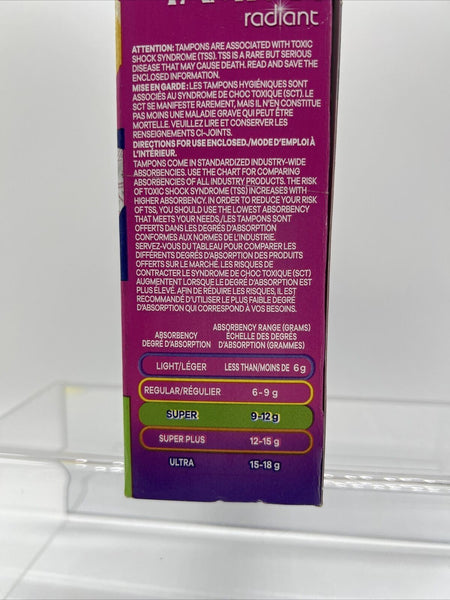 radiant
ATTENTION: TAMPONS ARE ASSOCIATED WITH TOXIC
SHOCK SYNDROME (TSS). TSS IS A RARE BUT SERIOUS
DISEASE THAT MAY CAUSE DEATH. READ AND SAVE THE
ENCLOSED INFORMATION.
MISE EN GARDE: LES TAMPONS HYGIÉNIQUES SONT
ASSOCIÉS AU SYNDROME DE CHOC TOXIQUE (SCT). LE
SCT SE MANIFESTE RAREMENT, MAIS IL N'EN CONSTITUE
PAS MOINS UNE MALADIE GRAVE QUI PEUT ÊTRE
MORTELLE. VEUILLEZ LIRE ET CONSERVER LES
RENSEIGNEMENTS CI-JOINTS.
DIRECTIONS FOR USE ENCLOSED./MODE D'EMPLOI À
L'INTÉRIEUR.
TAMPONS COME IN STANDARDIZED INDUSTRY-WIDE
ABSORBENCIES. USE THE CHART FOR COMPARING
ABSORBENCIES OF ALL INDUSTRY PRODUCTS. THE RISK
OF TOXIC SHOCK SYNDROME (TSS) INCREASES WITH
HIGHER ABSORBENCY. IN ORDER TO REDUCE YOUR RISK
OF TSS, YOU SHOULD USE THE LOWEST ABSORBENCY
THAT MEETS YOUR NEEDS./LES TAMPONS SONT
OFFERTS DANS LES DEGRÉS D'ABSORPTION
CONFORMES AUX NORMES DE L'INDUSTRIE.
SERVEZ-VOUS DU TABLEAU POUR COMPARER LES
DIFFÉRENTS DEGRÉS D'ABSORPTION DES PRODUITS
OFFERTS SUR LE MARCHÉ. LES RISQUES DE
CONTRACTER LE SYNDROME DE CHOC TOXIQUE (SCT)
AUGMENTENT LORSQUE LE DEGRÉ D'ABSORPTION EST
PLUS ÉLEVÉ. AFIN DE RÉDUIRE LES RISQUES, IL EST
RECOMMANDÉ D'UTILISER LE PLUS FAIBLE DEGRÉ
D'ABSORPTION QUI CORRESPOND À VOS BESOINS.
ABSORBENCY
DEGRÉ D'ABSORPTION
ABSORBENCY RANGE (GRAMS)
ÉCHELLE DES DEGRÉS
D'ABSORPTION (GRAMMES)
LIGHT/LÉGER LESS THAN/MOINS DE 6 g
REGULAR/RÉGULIER 6-9 g
SUPER 9-12 g
SUPER PLUS 12-15 g
ULTRA 15-18 g